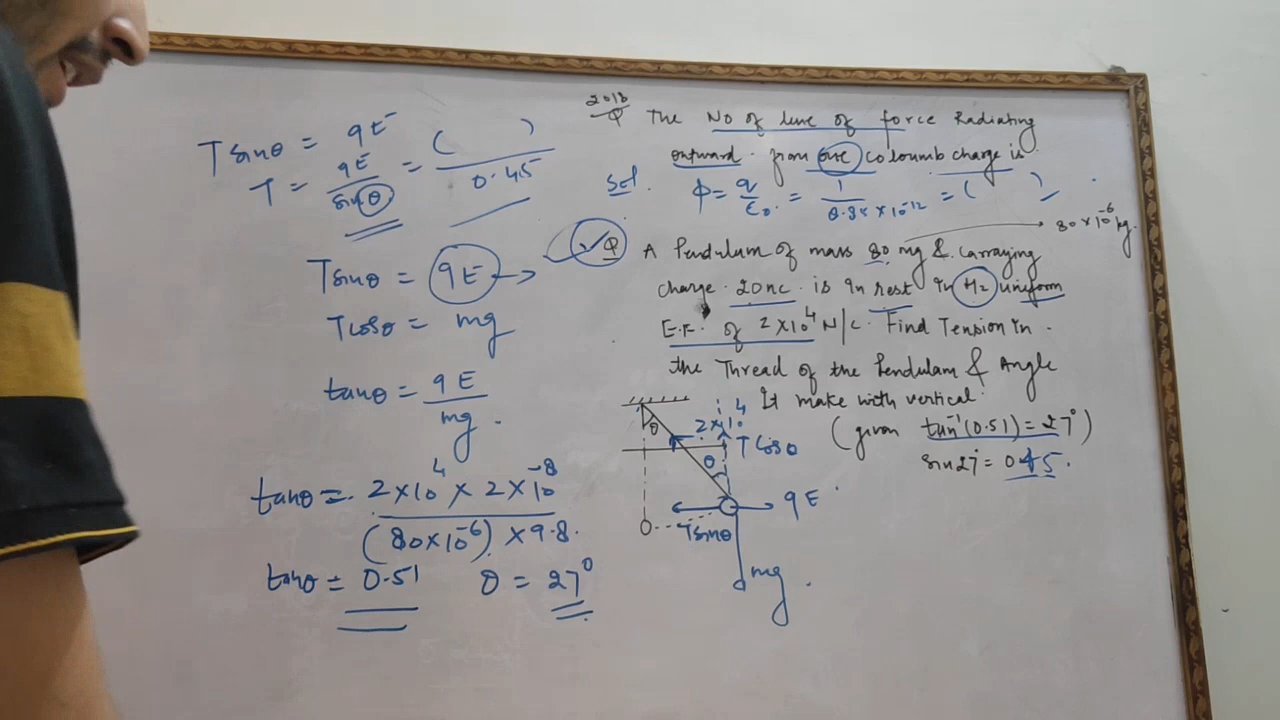 T sinθ = qE
T = qE / sinθ = ( ) / 0.45
T sinθ = qE →
T cosθ = mg
tanθ = qE / mg .
tanθ = 2×10⁴ × 2×10⁻⁸ / (80×10⁻⁶) × 9.8.
tanθ = 0.51 θ = 27°
2018
Q The No of line of force Radiating
outward from one Coloumb charge is
Sol. ϕ = q/ε₀ = 1 / 8.85 × 10⁻¹² = ( )
→ 80×10⁻⁶ kg.
Q A Pendulum of mass 80 mg & Carraying
charge 20nc is in rest in Hz uniform
E.F. of 2×10⁴ N/C. Find Tension in
the Thread of the Pendulam & Angle
It make with vertical.
(given tan⁻¹(0.51) = 27°)
sin27° = 0.45.
θ
2×10⁴
T cosθ
θ
qE
T sinθ
mg